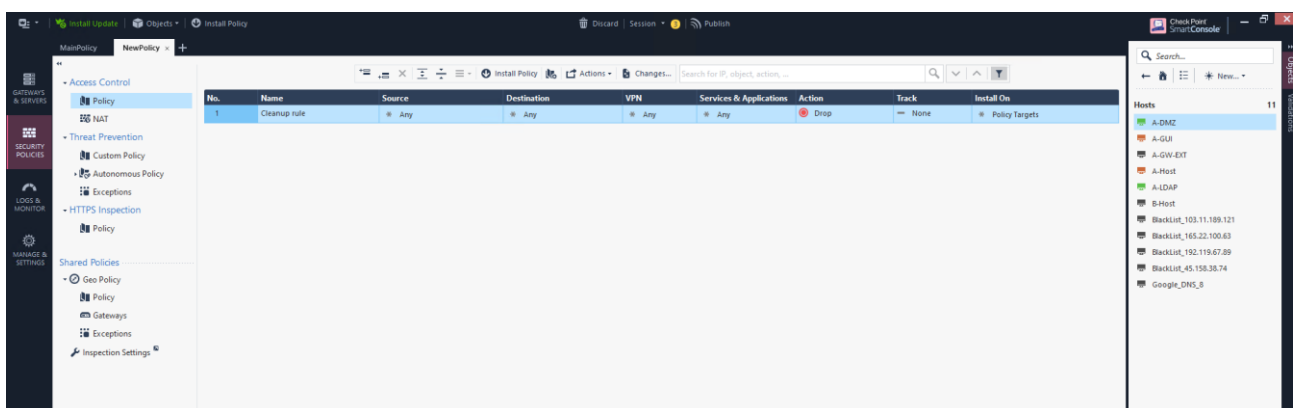 Install Update Objects Install Policy Discard Session 3 Publish Check Point SmartConsole
MainPolicy NewPolicy × +
Search...
New...
GATEWAYS & SERVERS
SECURITY POLICIES
LOGS & MONITOR
MANAGE & SETTINGS
Access Control
Policy
NAT
Threat Prevention
Custom Policy
Autonomous Policy
Exceptions
HTTPS Inspection
Policy
Shared Policies
Geo Policy
Policy
Gateways
Exceptions
Inspection Settings
Install Policy Actions Changes... Search for IP, object, action, ...
No. Name Source Destination VPN Services & Applications Action Track Install On
1 Cleanup rule Any Any Any Any Drop None Policy Targets
Hosts 11
A-DMZ
A-GUI
A-GW-EXT
A-Host
A-LDAP
B-Host
BlackList_103.11.189.121
BlackList_165.22.100.63
BlackList_192.119.67.89
BlackList_45.158.38.74
Google_DNS_8
Objects
Validations